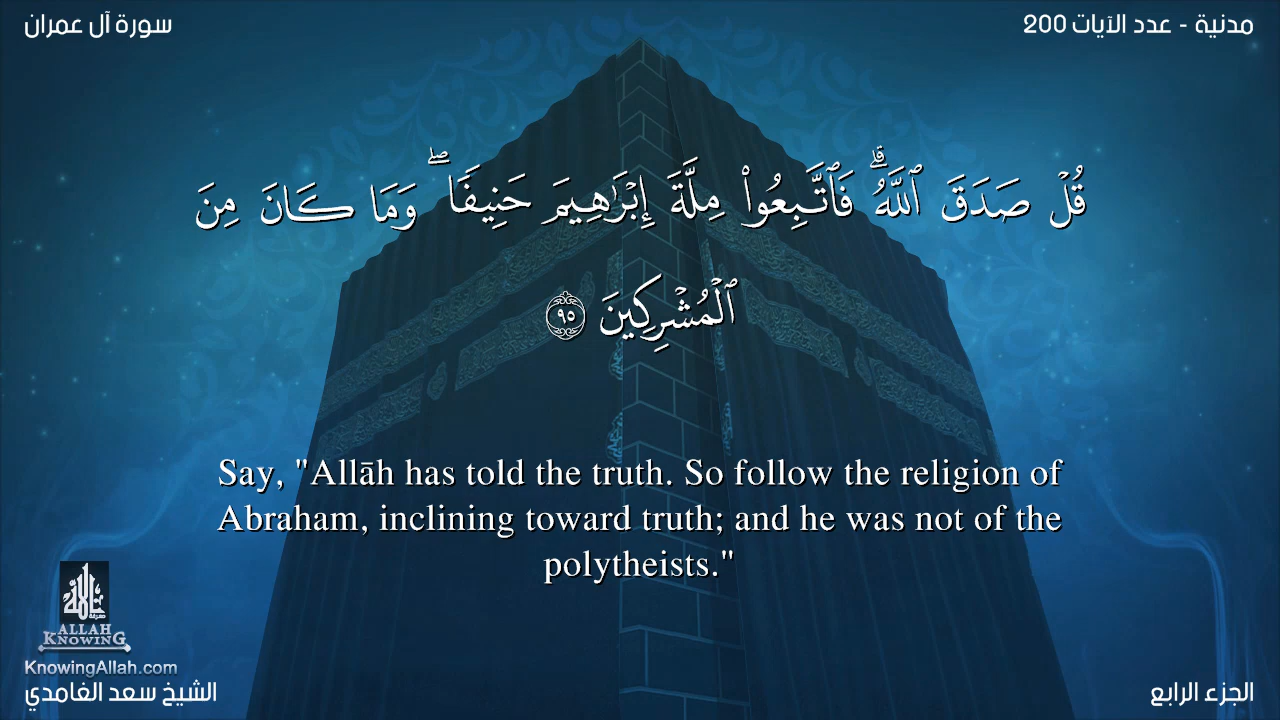 مدنية - عدد الآيات 200
سورة آل عمران
قُلْ صَدَقَ ٱللَّهُ ۗ فَٱتَّبِعُوا۟ مِلَّةَ إِبْرَٰهِيمَ حَنِيفًا ۖ وَمَا كَانَ مِنَ
ٱلْمُشْرِكِينَ ٩٥
Say, "Allāh has told the truth. So follow the religion of
Abraham, inclining toward truth; and he was not of the
polytheists."
ALLAH
KNOWING
KnowingAllah.com
الجزء الرابع
الشيخ سعد الغامدي